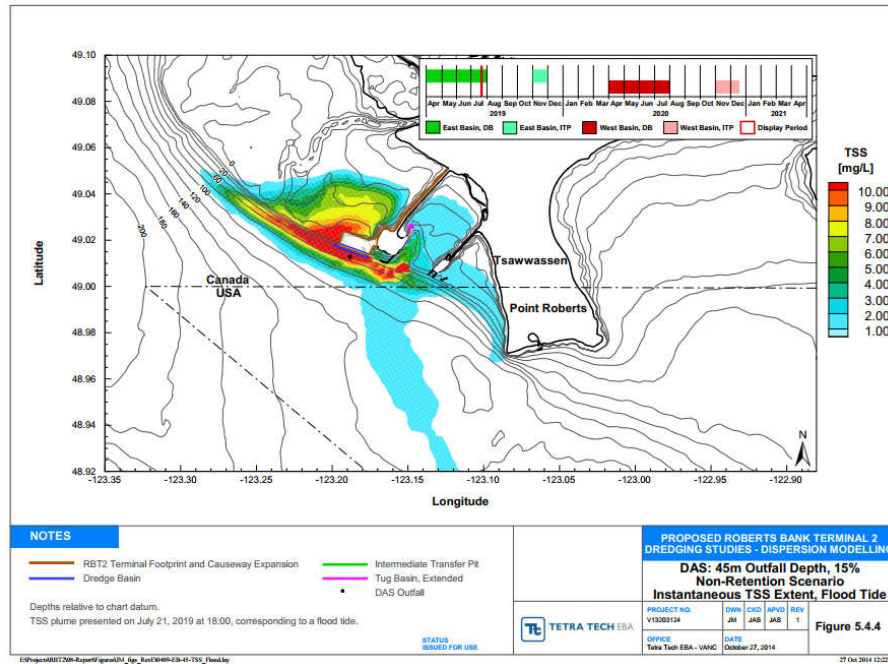 49.10
49.08
49.06
49.04
49.02
49.00
48.98
48.96
48.94
48.92
Latitude
-123.35
-123.30
-123.25
-123.20
-123.15
-123.10
-123.05
-123.00
-122.95
-122.90
Longitude
Apr May Jun Jul Aug Sep Oct Nov Dec Jan Feb Mar Apr May Jun Jul Aug Sep Oct Nov Dec Jan Feb Mar Apr
2019 2020 2021
East Basin, DB East Basin, ITP West Basin, DB West Basin, ITP Display Period
0
20
60
80
100
120
140
160
180
200
Canada
USA
Tsawwassen
Point Roberts
N
TSS
[mg/L]
10.00
9.00
8.00
7.00
6.00
5.00
4.00
3.00
2.00
1.00
NOTES
RBT2 Terminal Footprint and Causeway Expansion
Dredge Basin
Intermediate Transfer Pit
Tug Basin, Extended
DAS Outfall
Depths relative to chart datum.
TSS plume presented on July 21, 2019 at 18:00, corresponding to a flood tide.
STATUS
ISSUED FOR USE
TETRA TECH EBA
PROPOSED ROBERTS BANK TERMINAL 2
DREDGING STUDIES - DISPERSION MODELLING
DAS: 45m Outfall Depth, 15%
Non-Retention Scenario
Instantaneous TSS Extent, Flood Tide
PROJECT NO.
V13203124
DWN CKD APVD REV
JM JAS JAS 1
OFFICE
Tetra Tech EBA - VANC
DATE
October 27, 2014
Figure 5.4.4
27 Oct 2014